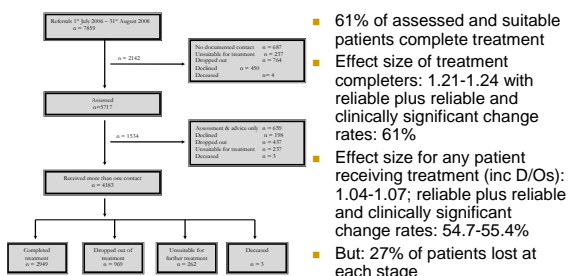 Referrals 1st July 2006 – 31st August 2008
n = 7859
n = 2142
No documented contact n = 687
Unsuitable for treatment n = 237
Dropped out n = 764
Declined n = 450
Deceased n= 4
Assessed
n=5717
n = 1534
Assessment & advice only n = 659
Declined n = 198
Dropped out n = 437
Unsuitable for treatment n = 237
Deceased n = 3
Received more than one contact
n = 4183
Completed
treatment
n = 2949
Dropped out of
treatment
n = 969
Unsuitable for
further treatment
n = 262
Deceased
n = 3
61% of assessed and suitable
patients complete treatment
Effect size of treatment
completers: 1.21-1.24 with
reliable plus reliable and
clinically significant change
rates: 61%
Effect size for any patient
receiving treatment (inc D/Os):
1.04-1.07; reliable plus reliable
and clinically significant
change rates: 54.7-55.4%
But: 27% of patients lost at
each stage